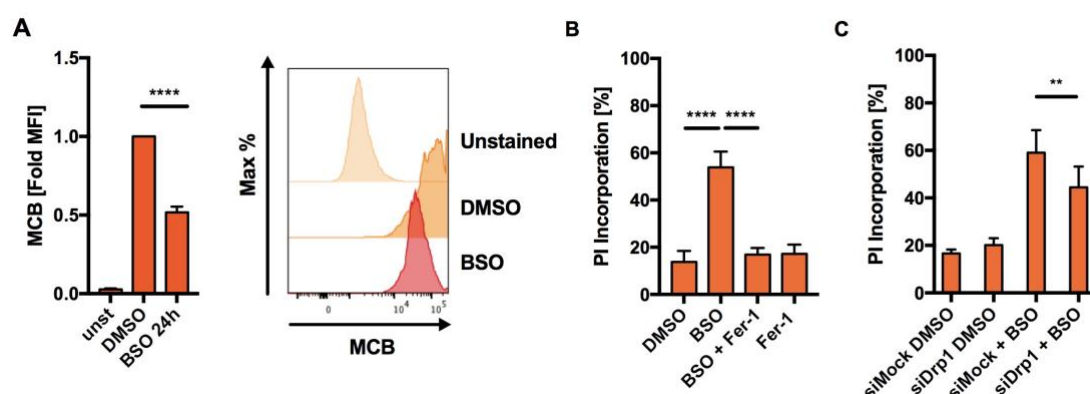 A
MCB [Fold MFI]
1.5
1.0
0.5
0.0
****
unst
DMSO
BSO 24h
Max %
Unstained
DMSO
BSO
0
10^4
10^5
MCB
B
PI Incorporation [%]
100
80
60
40
20
0
**** ****
DMSO
BSO
BSO + Fer-1
Fer-1
C
PI Incorporation [%]
100
80
60
40
20
0
**
siMock DMSO
siDrp1 DMSO
siMock + BSO
siDrp1 + BSO